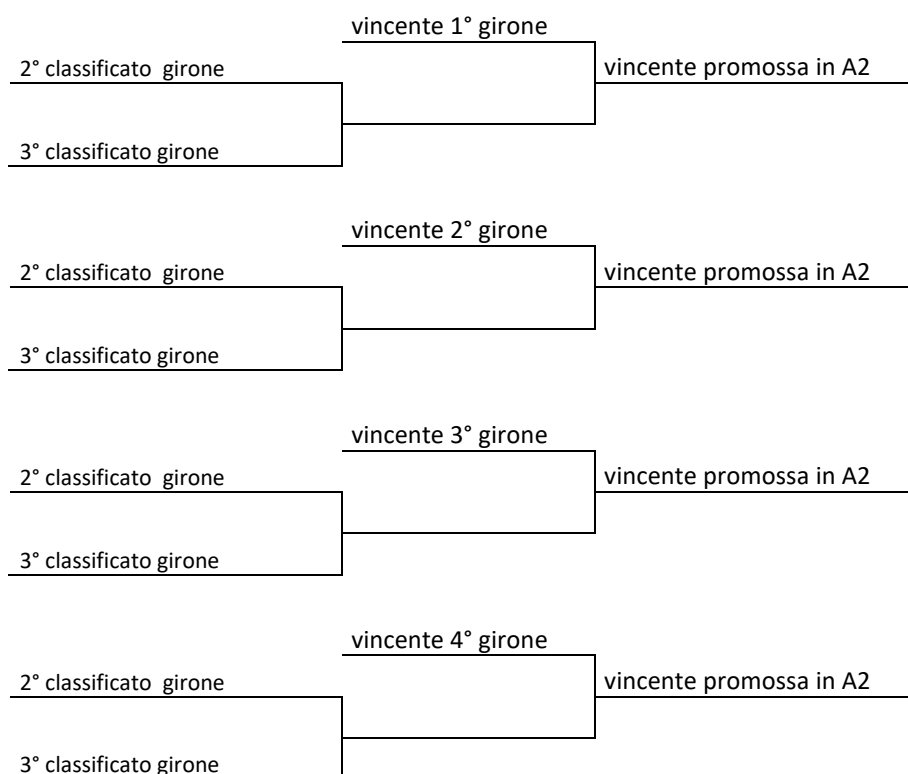 vincente 1° girone
2° classificato  girone
vincente promossa in A2
3° classificato girone
vincente 2° girone
2° classificato  girone
vincente promossa in A2
3° classificato girone
vincente 3° girone
2° classificato  girone
vincente promossa in A2
3° classificato girone
vincente 4° girone
2° classificato  girone
vincente promossa in A2
3° classificato girone